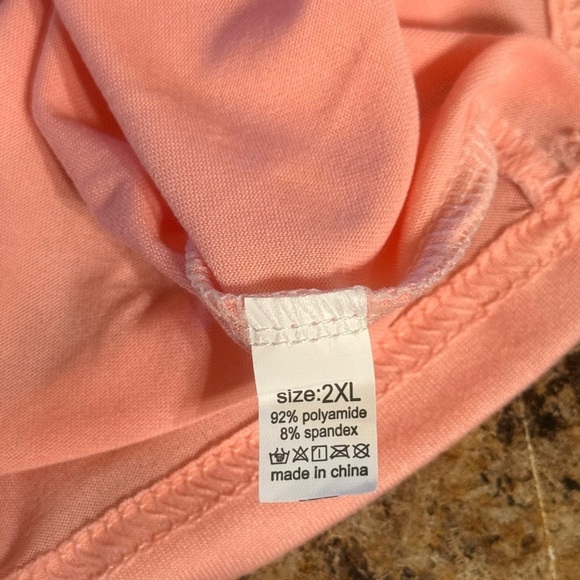 size:2XL
92% polyamide
8% spandex
made in china